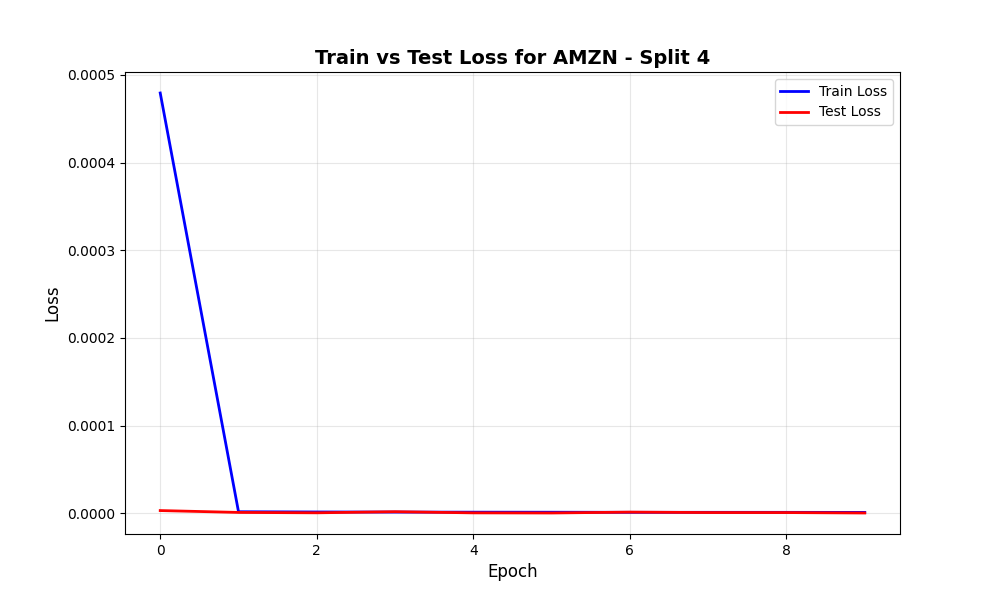 Train vs Test Loss for AMZN - Split 4
Train Loss
Test Loss
0.0005
0.0004
0.0003
0.0002
0.0001
0.0000
Loss
0 2 4 6 8
Epoch